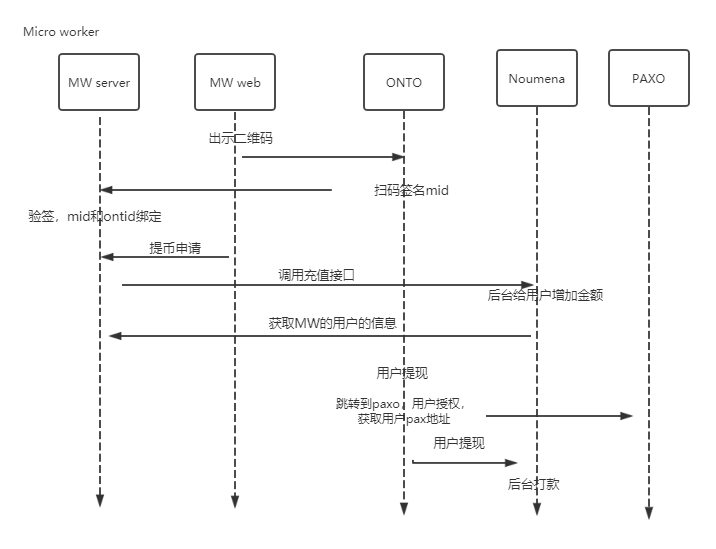 Micro worker
MW server
MW web
ONTO
Noumena
PAXO
出示二维码
扫码签名mid
验签，mid和ontid绑定
提币申请
调用充值接口
后台给用户增加金额
获取MW的用户的信息
用户提现
跳转到paxo，用户授权，
获取用户pax地址
用户提现
后台打款